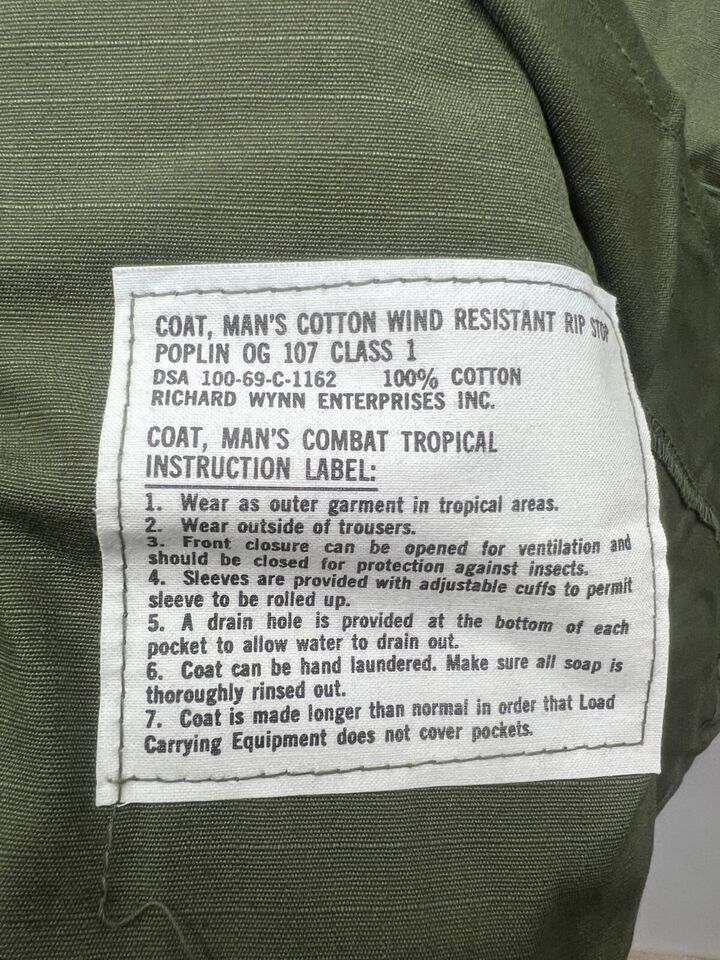 COAT, MAN'S COTTON WIND RESISTANT RIP STOP
POPLIN OG 107 CLASS 1
DSA 100-69-C-1162 100% COTTON
RICHARD WYNN ENTERPRISES INC.
COAT, MAN'S COMBAT TROPICAL
INSTRUCTION LABEL:
1. Wear as outer garment in tropical areas.
2. Wear outside of trousers.
3. Front closure can be opened for ventilation and
should be closed for protection against insects.
4. Sleeves are provided with adjustable cuffs to permit
sleeve to be rolled up.
5. A drain hole is provided at the bottom of each
pocket to allow water to drain out.
6. Coat can be hand laundered. Make sure all soap is
thoroughly rinsed out.
7. Coat is made longer than normal in order that Load
Carrying Equipment does not cover pockets.